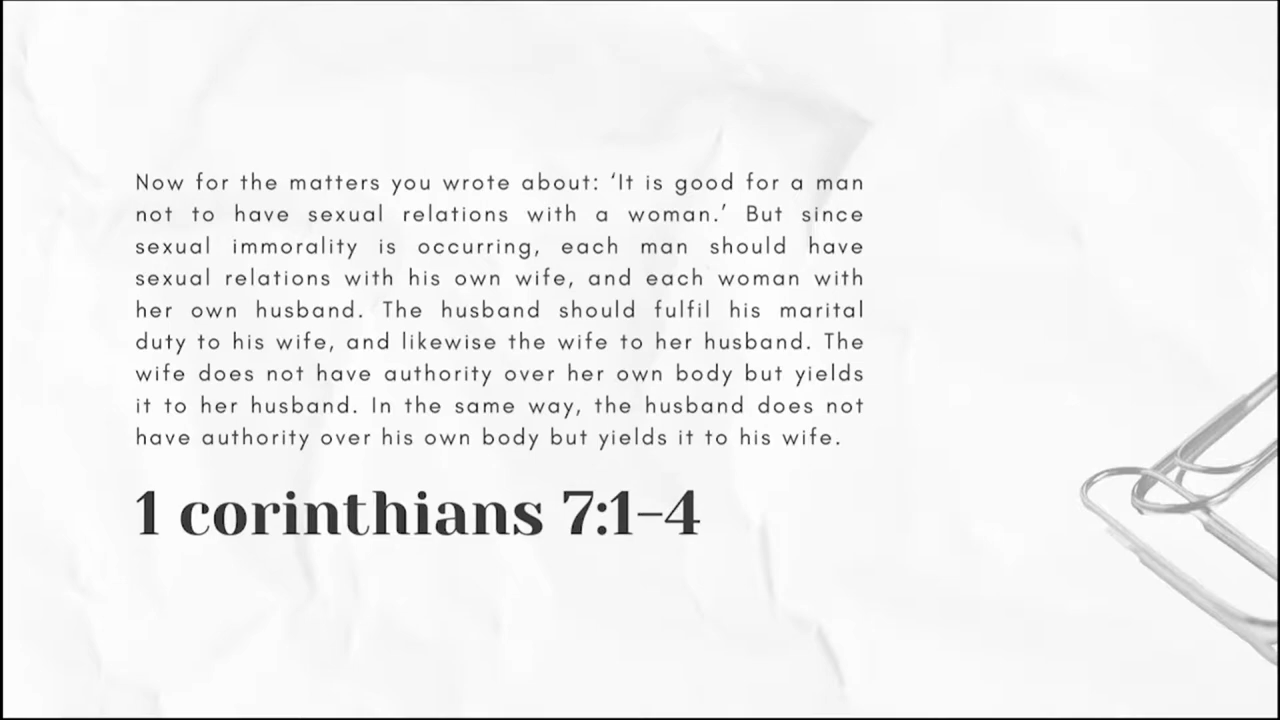 Now for the matters you wrote about: ‘It is good for a man
not to have sexual relations with a woman.’ But since
sexual immorality is occurring, each man should have
sexual relations with his own wife, and each woman with
her own husband. The husband should fulfil his marital
duty to his wife, and likewise the wife to her husband. The
wife does not have authority over her own body but yields
it to her husband. In the same way, the husband does not
have authority over his own body but yields it to his wife.
1 corinthians 7:1–4